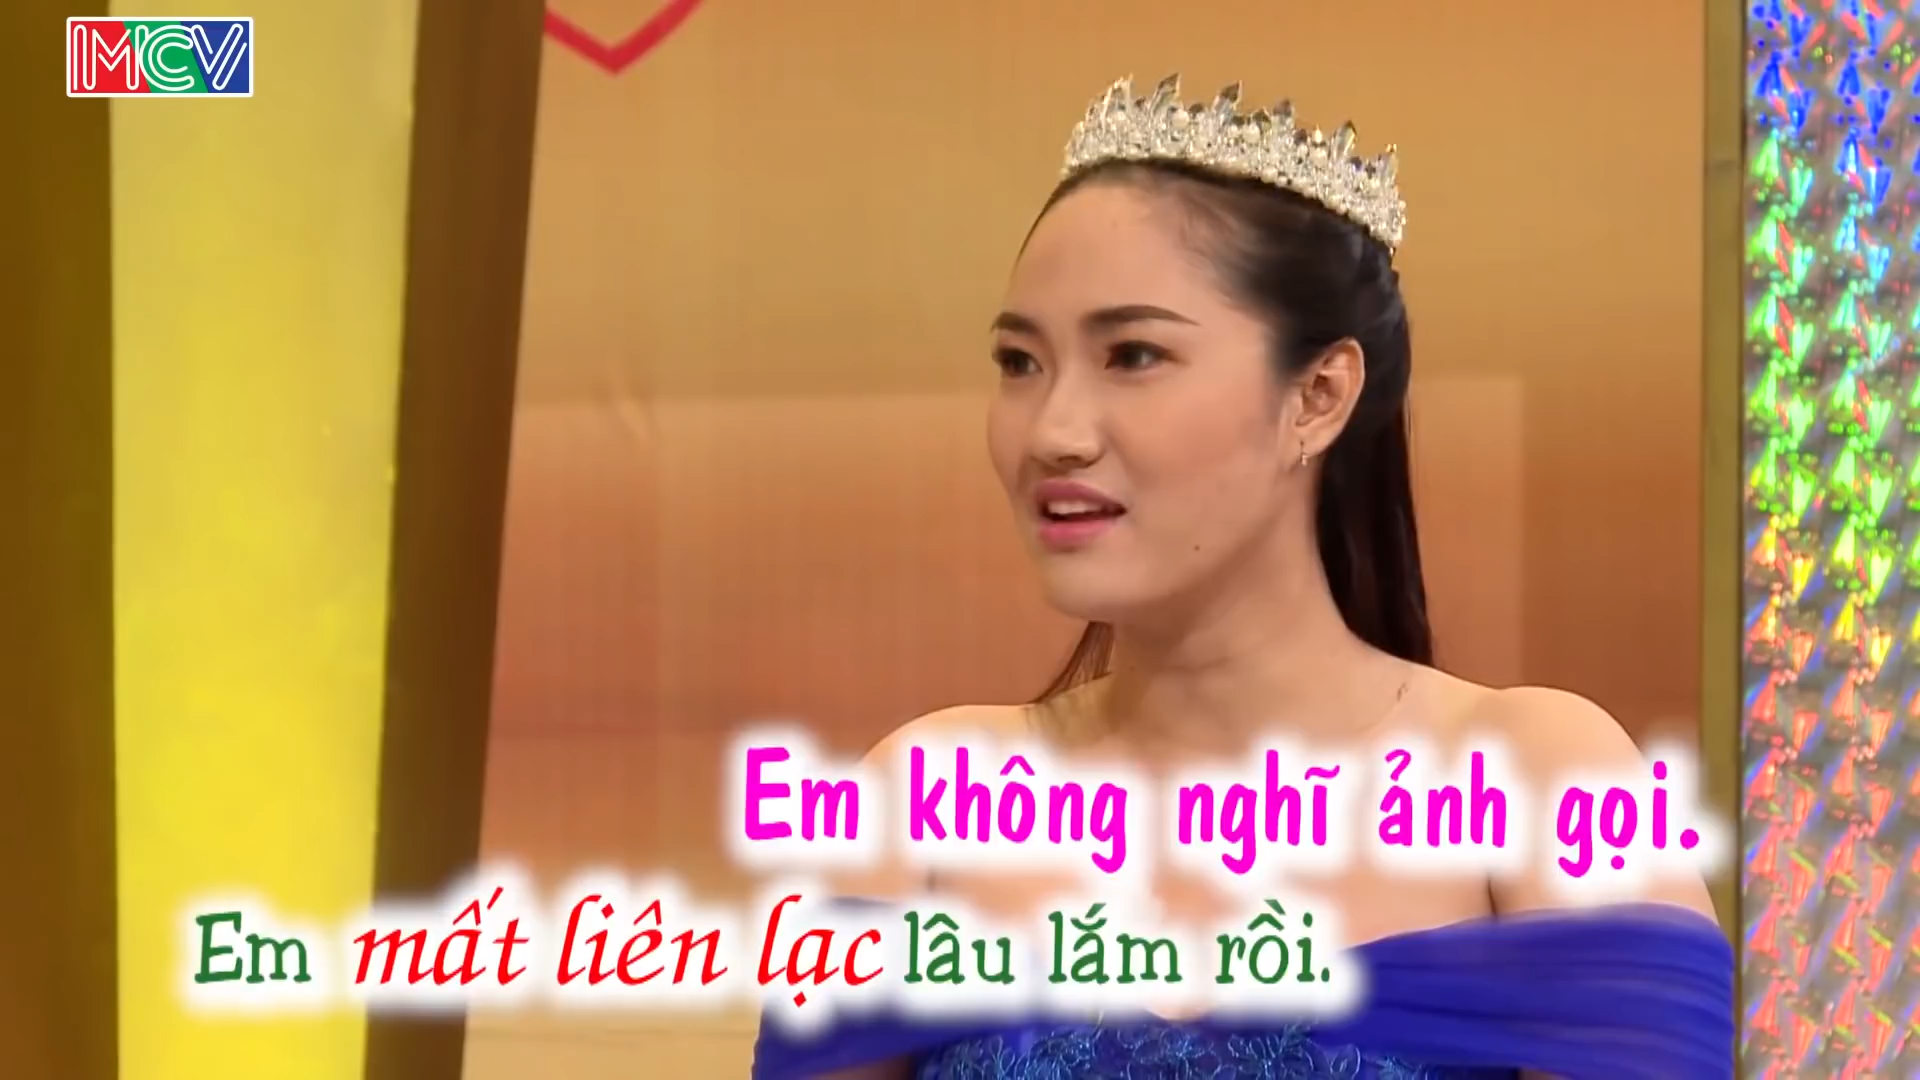 MCV
Em không nghĩ ảnh gọi.
Em mất liên lạc lâu lắm rồi.